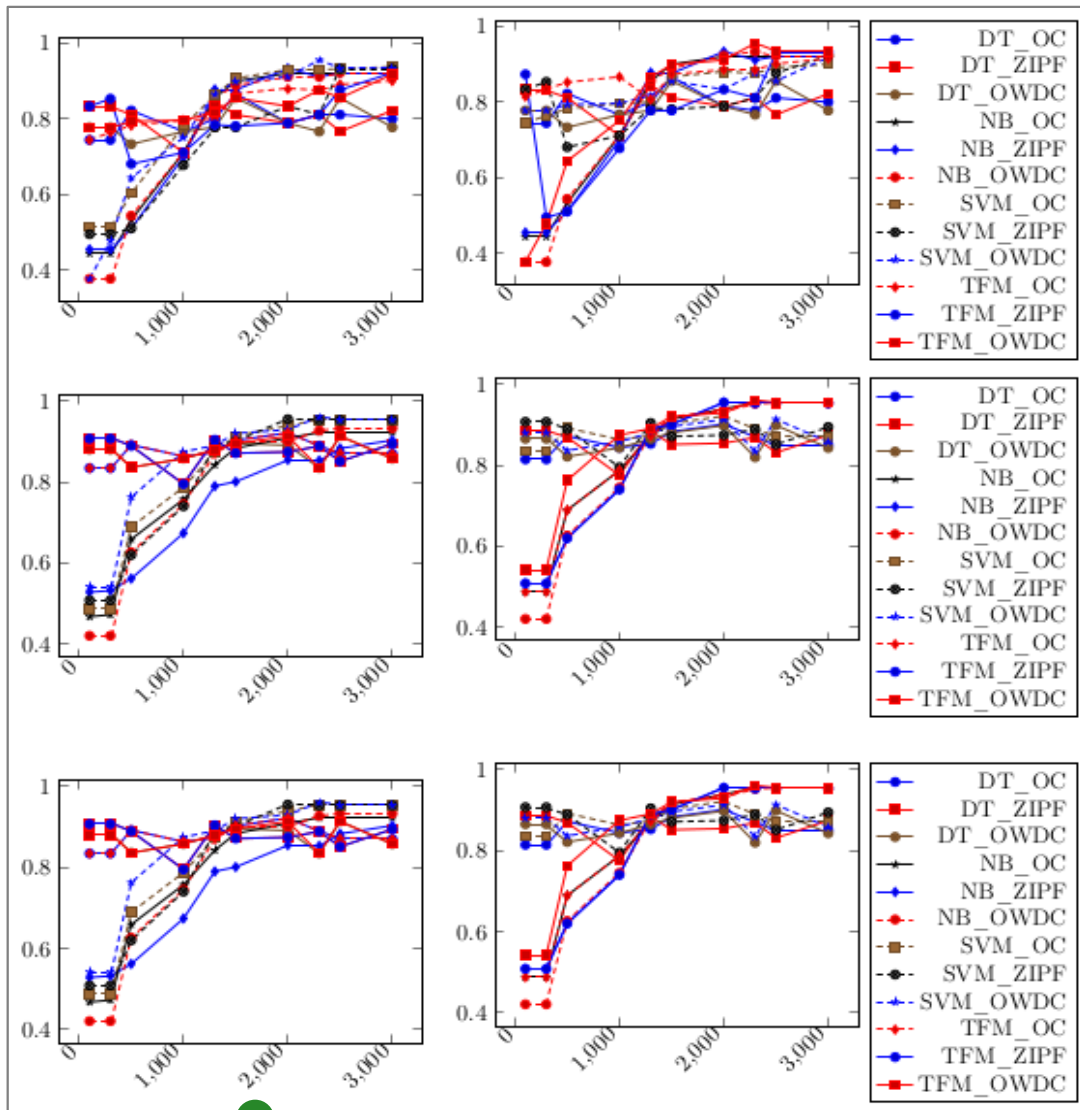 1
0.8
0.6
0.4
0
1,000
2,000
3,000
1
0.8
0.6
0.4
0
1,000
2,000
3,000
DT_OC
DT_ZIPF
DT_OWDC
NB_OC
NB_ZIPF
NB_OWDC
SVM_OC
SVM_ZIPF
SVM_OWDC
TFM_OC
TFM_ZIPF
TFM_OWDC
1
0.8
0.6
0.4
0
1,000
2,000
3,000
1
0.8
0.6
0.4
0
1,000
2,000
3,000
DT_OC
DT_ZIPF
DT_OWDC
NB_OC
NB_ZIPF
NB_OWDC
SVM_OC
SVM_ZIPF
SVM_OWDC
TFM_OC
TFM_ZIPF
TFM_OWDC
1
0.8
0.6
0.4
0
1,000
2,000
3,000
1
0.8
0.6
0.4
0
1,000
2,000
3,000
DT_OC
DT_ZIPF
DT_OWDC
NB_OC
NB_ZIPF
NB_OWDC
SVM_OC
SVM_ZIPF
SVM_OWDC
TFM_OC
TFM_ZIPF
TFM_OWDC